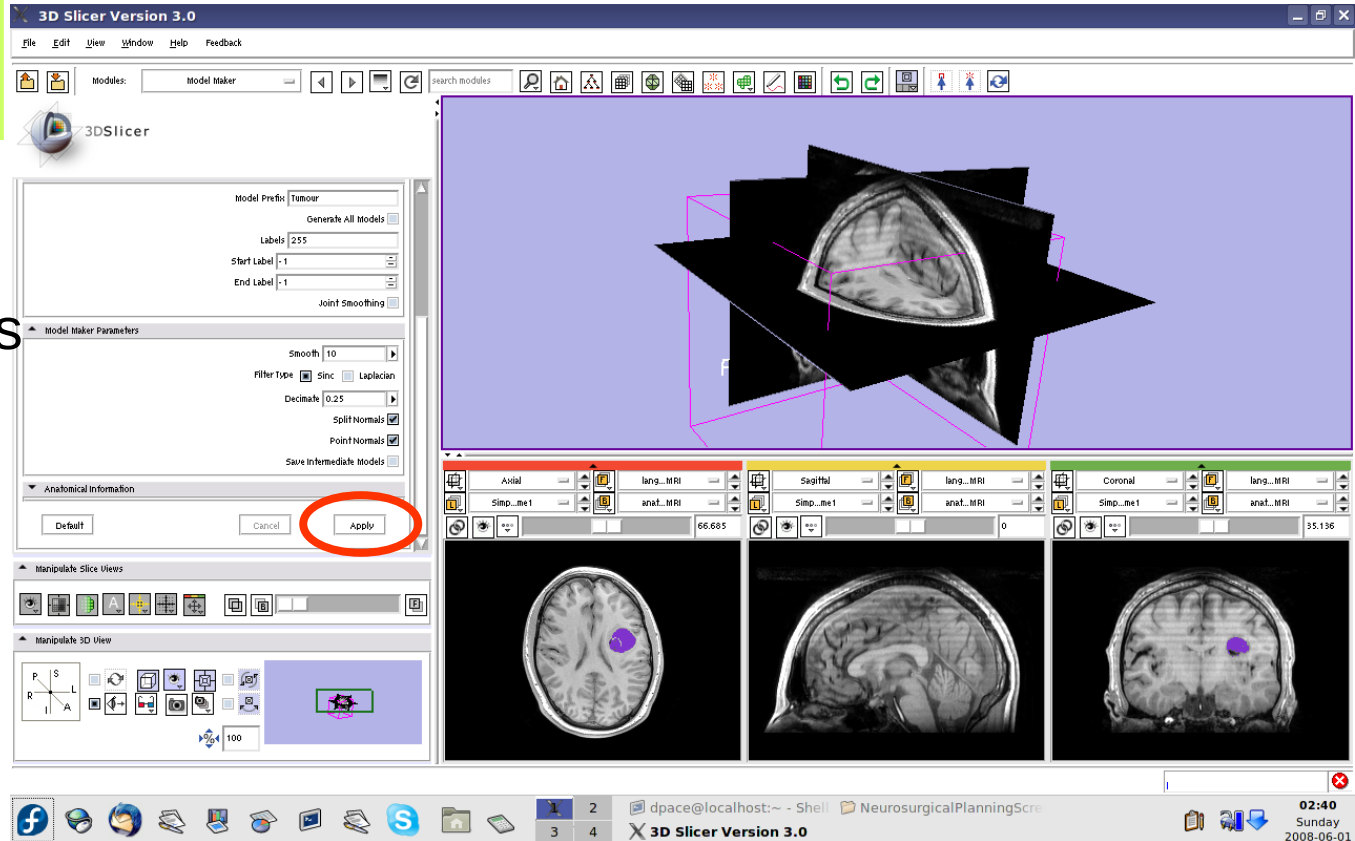 3D Slicer Version 3.0
File Edit View Window Help Feedback
Modules: Model Maker search modules
3DSlicer
Model Prefix Tumour
Generate All Models
Labels 255
Start Label -1
End Label -1
Joint Smoothing
s
Model Maker Parameters
Smooth 10
Filter Type Sinc Laplacian
Decimate 0.25
Split Normals
Point Normals
Save Intermediate Models
Anatomical Information
Default Cancel Apply
Manipulate Slice Views
A
F
B F
Manipulate 3D View
P S
R L
I A
% 100
Axial F lang...MRI
L Simp...me1 B anat...MRI
66.685
Sagittal F lang...MRI
L Simp...me1 B anat...MRI
0
Coronal F lang...MRI
L Simp...me1 B anat...MRI
35.136
1 2
3 4
dpace@localhost:~ - Shell NeurosurgicalPlanningScre
3D Slicer Version 3.0
02:40
Sunday
2008-06-01